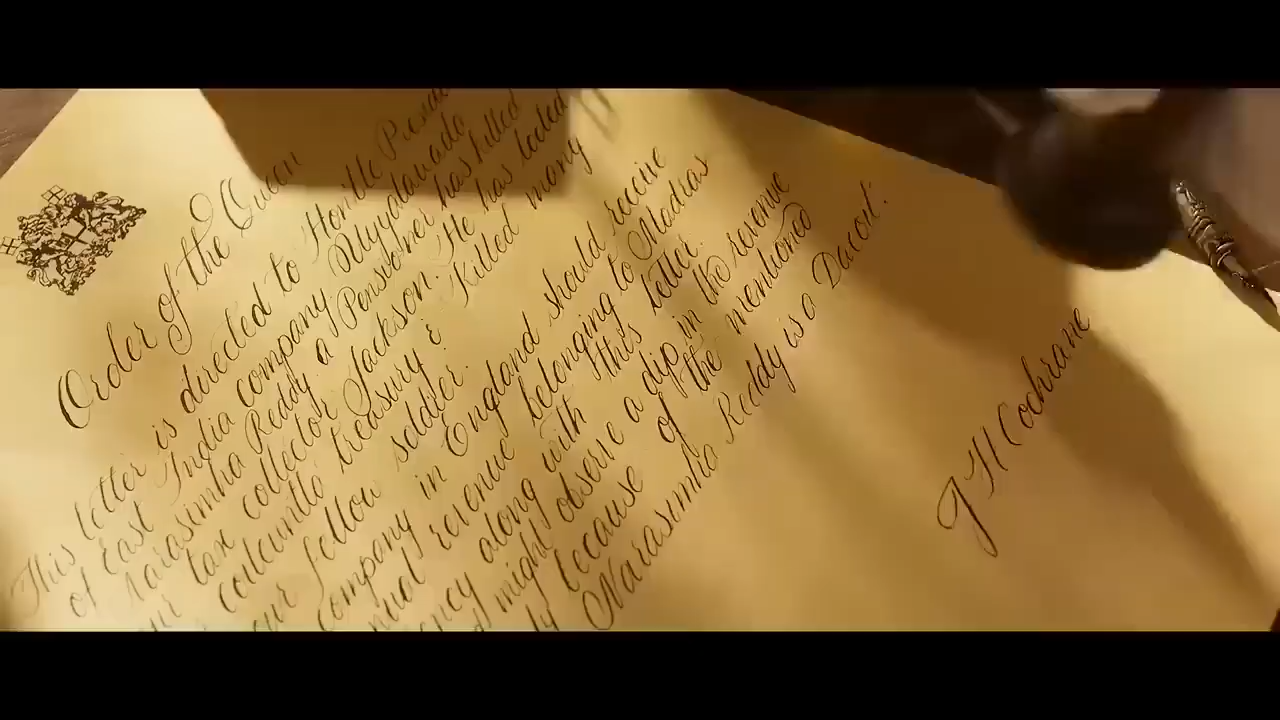 Order of the Queen
This letter is directed to Hon'ble
of East India company Uuydalavada
Narasimha Reddy a Pensioner has killed
our tax collector Jackson. He has looted
treasury & Killed many
our fellow soldier.
company in England should receive
revenue belonging to Madras
along with this letter.
might observe a dip in the revenue
because of the mentioned
Narasimha Reddy is a Dacoit.
J H Cochrane